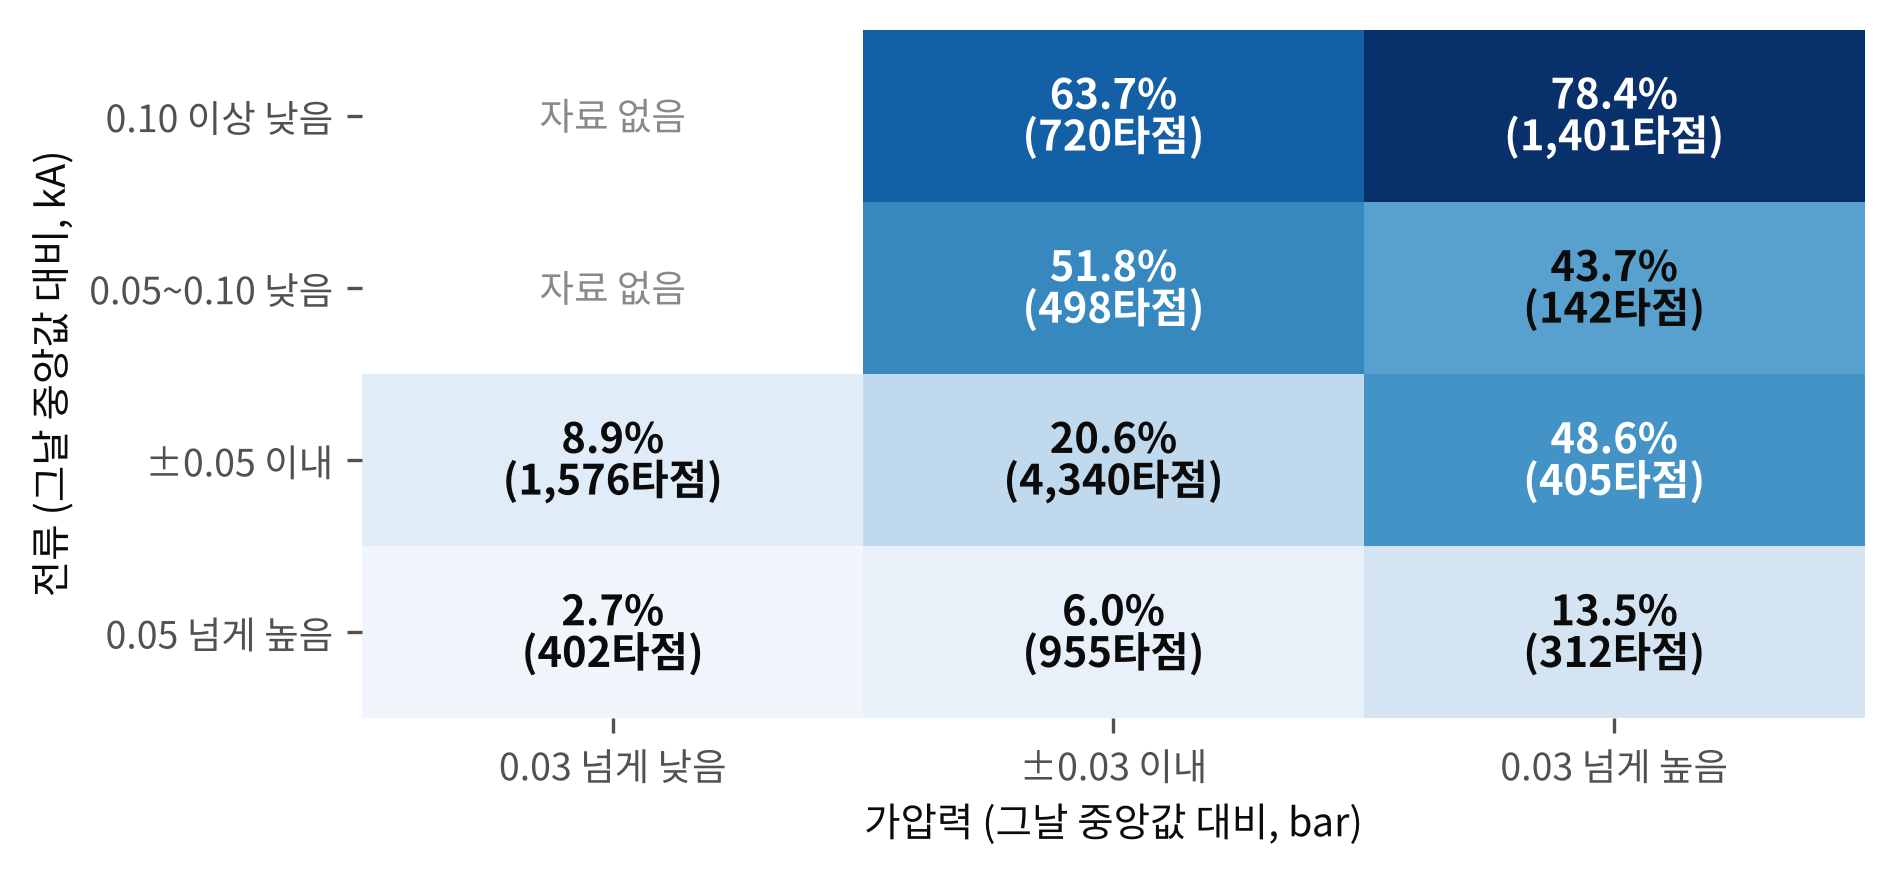 전류 (그날 중앙값 대비, kA)
0.10 이상 낮음
자료 없음
63.7%
(720타점)
78.4%
(1,401타점)
0.05~0.10 낮음
자료 없음
51.8%
(498타점)
43.7%
(142타점)
±0.05 이내
8.9%
(1,576타점)
20.6%
(4,340타점)
48.6%
(405타점)
0.05 넘게 높음
2.7%
(402타점)
6.0%
(955타점)
13.5%
(312타점)
0.03 넘게 낮음
±0.03 이내
0.03 넘게 높음
가압력 (그날 중앙값 대비, bar)